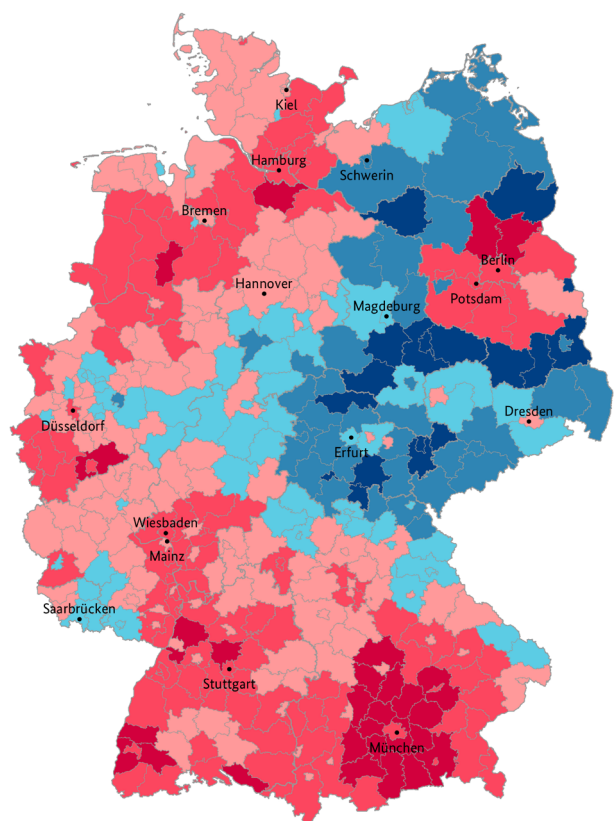 Kiel
Hamburg
Schwerin
Bremen
Berlin
Hannover
Potsdam
Magdeburg
Düsseldorf
Dresden
Erfurt
Wiesbaden
Mainz
Saarbrücken
Stuttgart
München